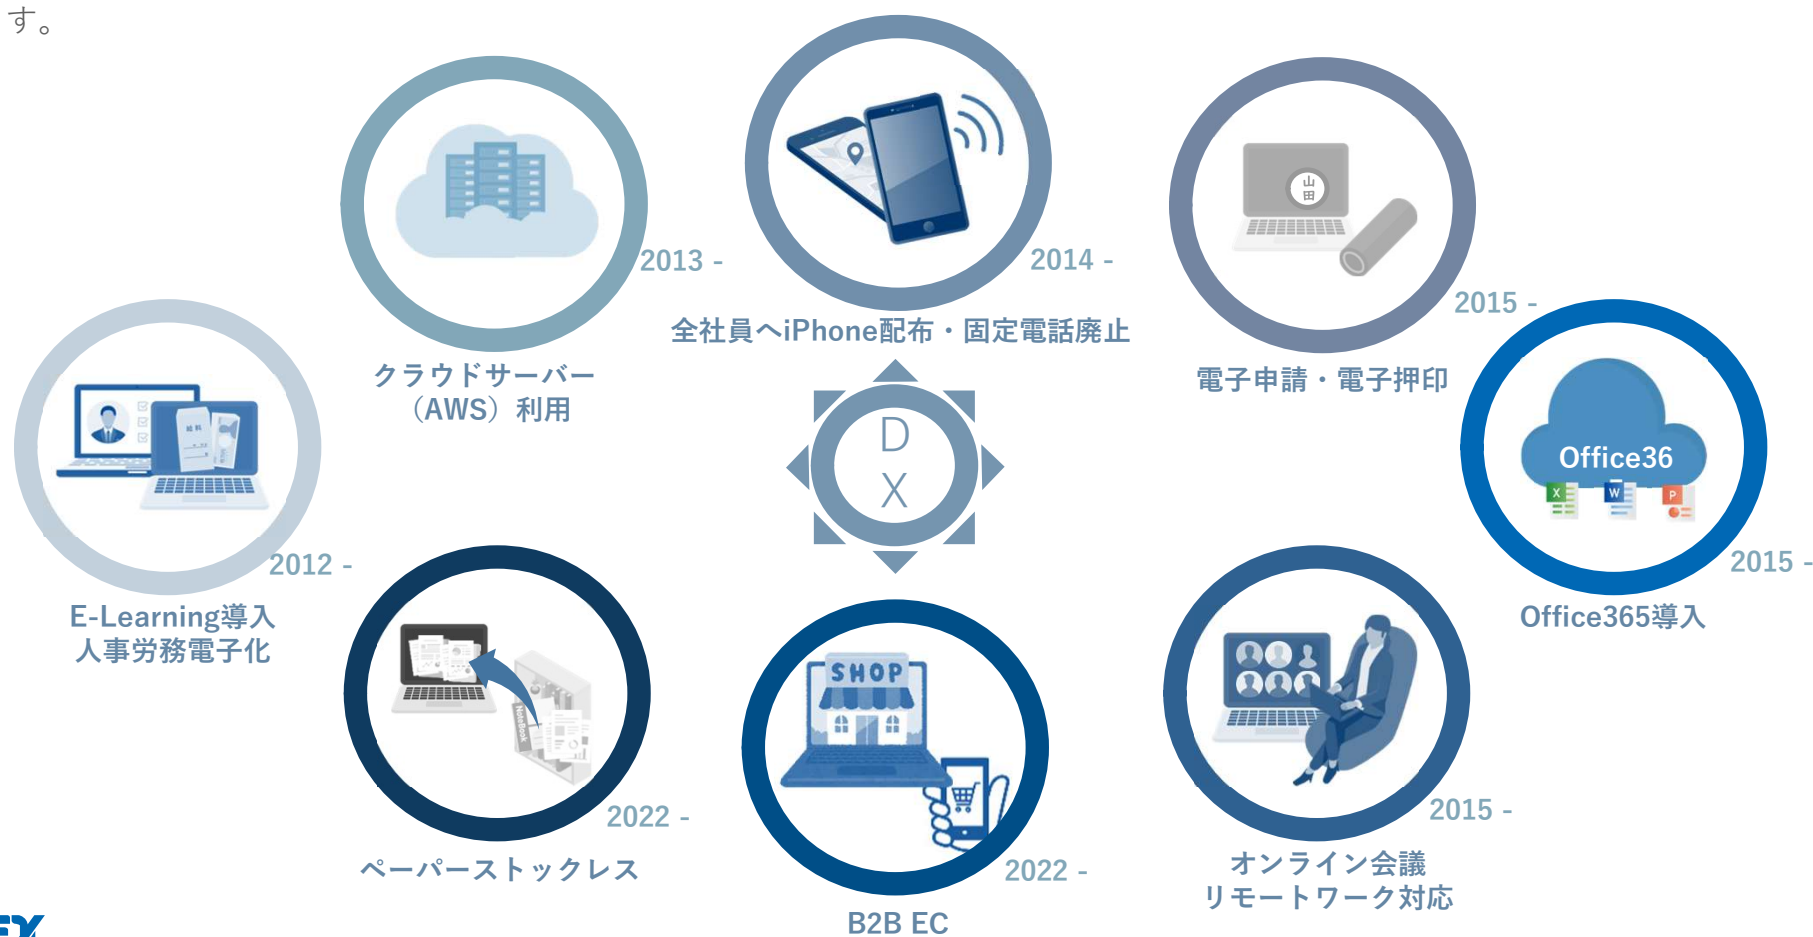 す。
2013 -
クラウドサーバー
（AWS）利用
2014 -
全社員へiPhone配布・固定電話廃止
山
田
2015 -
電子申請・電子押印
給料
2012 -
E-Learning導入
人事労務電子化
D
X
Office36
X
W
P
2015 -
Office365導入
NoteBook
2022 -
ペーパーストックレス
SHOP
2022 -
B2B EC
2015 -
オンライン会議
リモートワーク対応